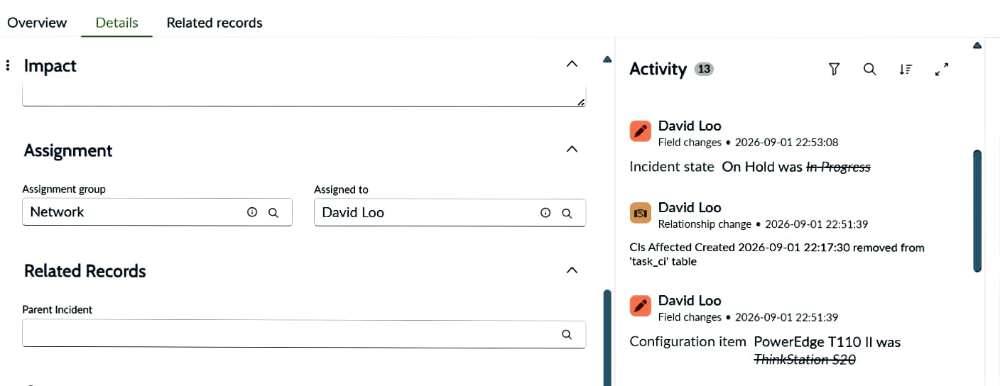 Overview Details Related records
Impact
Assignment
Assignment group
Network
Assigned to
David Loo
Related Records
Parent Incident
Activity 13
David Loo
Field changes • 2026-09-01 22:53:08
Incident state On Hold was In Progress
David Loo
Relationship change • 2026-09-01 22:51:39
CIs Affected Created 2026-09-01 22:17:30 removed from
'task_ci' table
David Loo
Field changes • 2026-09-01 22:51:39
Configuration item PowerEdge T110 II was
ThinkStation S20